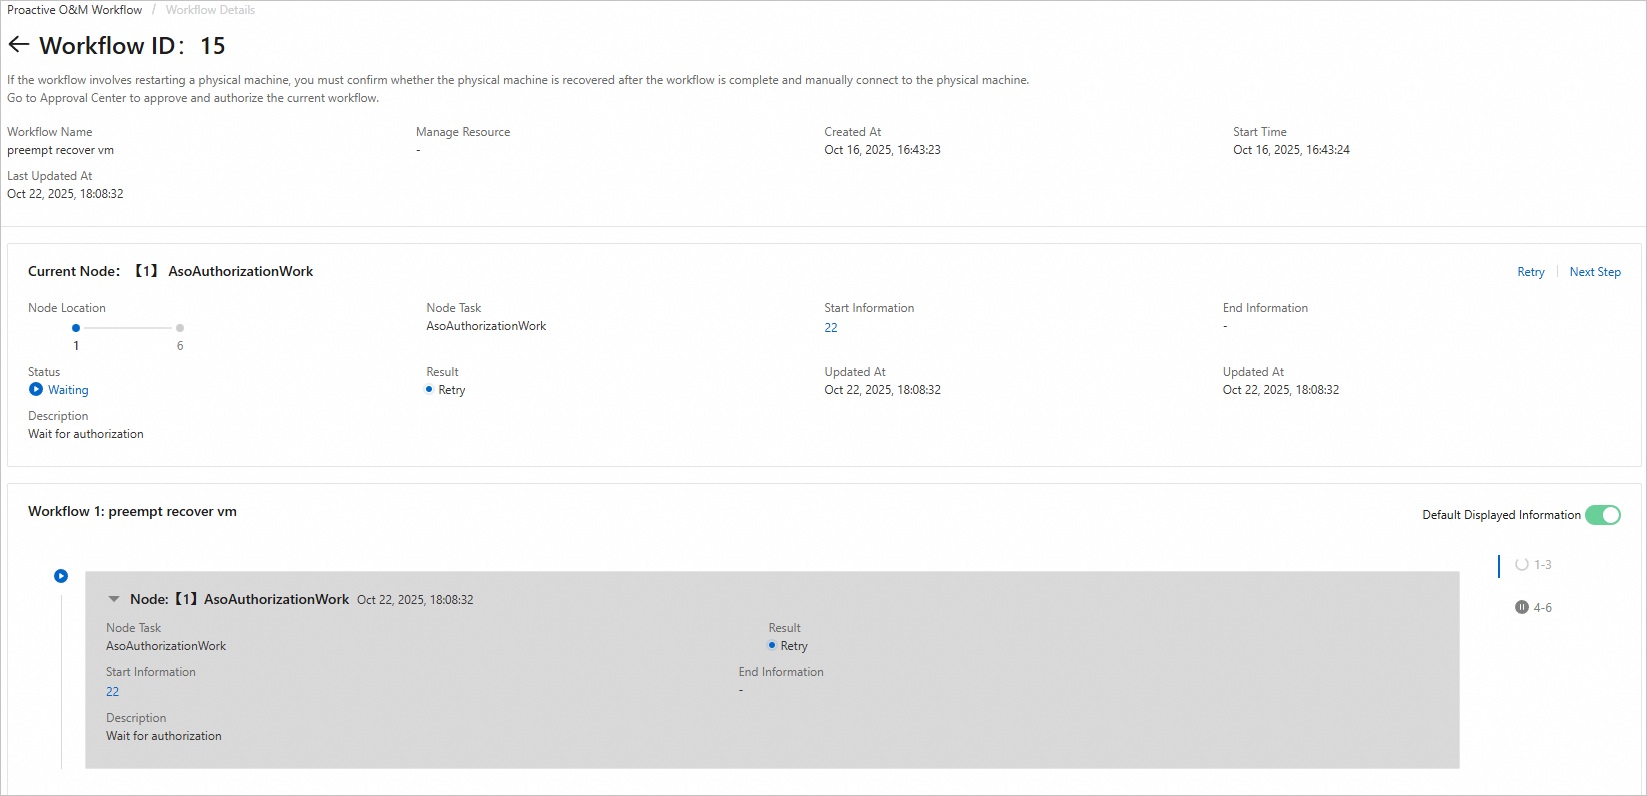 Proactive O&M Workflow / Workflow Details
Workflow ID： 15
If the workflow involves restarting a physical machine, you must confirm whether the physical machine is recovered after the workflow is complete and manually connect to the physical machine.
Go to Approval Center to approve and authorize the current workflow.
Workflow Name Manage Resource Created At Start Time
preempt recover vm - Oct 16, 2025, 16:43:23 Oct 16, 2025, 16:43:24
Last Updated At
Oct 22, 2025, 18:08:32
Current Node： 【1】 AsoAuthorizationWork Retry Next Step
Node Location Node Task Start Information End Information
AsoAuthorizationWork 22 -
1 6
Status Result Updated At Updated At
Waiting Retry Oct 22, 2025, 18:08:32 Oct 22, 2025, 18:08:32
Description
Wait for authorization
Workflow 1: preempt recover vm Default Displayed Information
1-3
4-6
Node:【1】AsoAuthorizationWork Oct 22, 2025, 18:08:32
Node Task Result
AsoAuthorizationWork Retry
Start Information End Information
22 -
Description
Wait for authorization